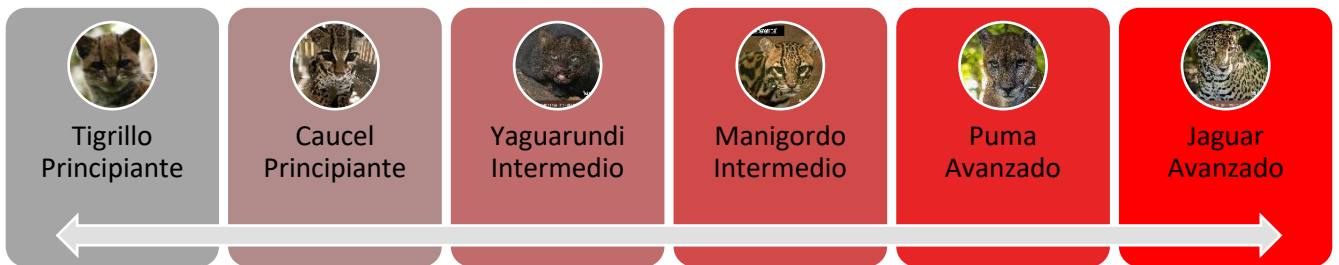 Tigrillo
Principiante
Caucel
Principiante
Yaguarundi
Intermedio
Manigordo
Intermedio
Puma
Avanzado
Jaguar
Avanzado